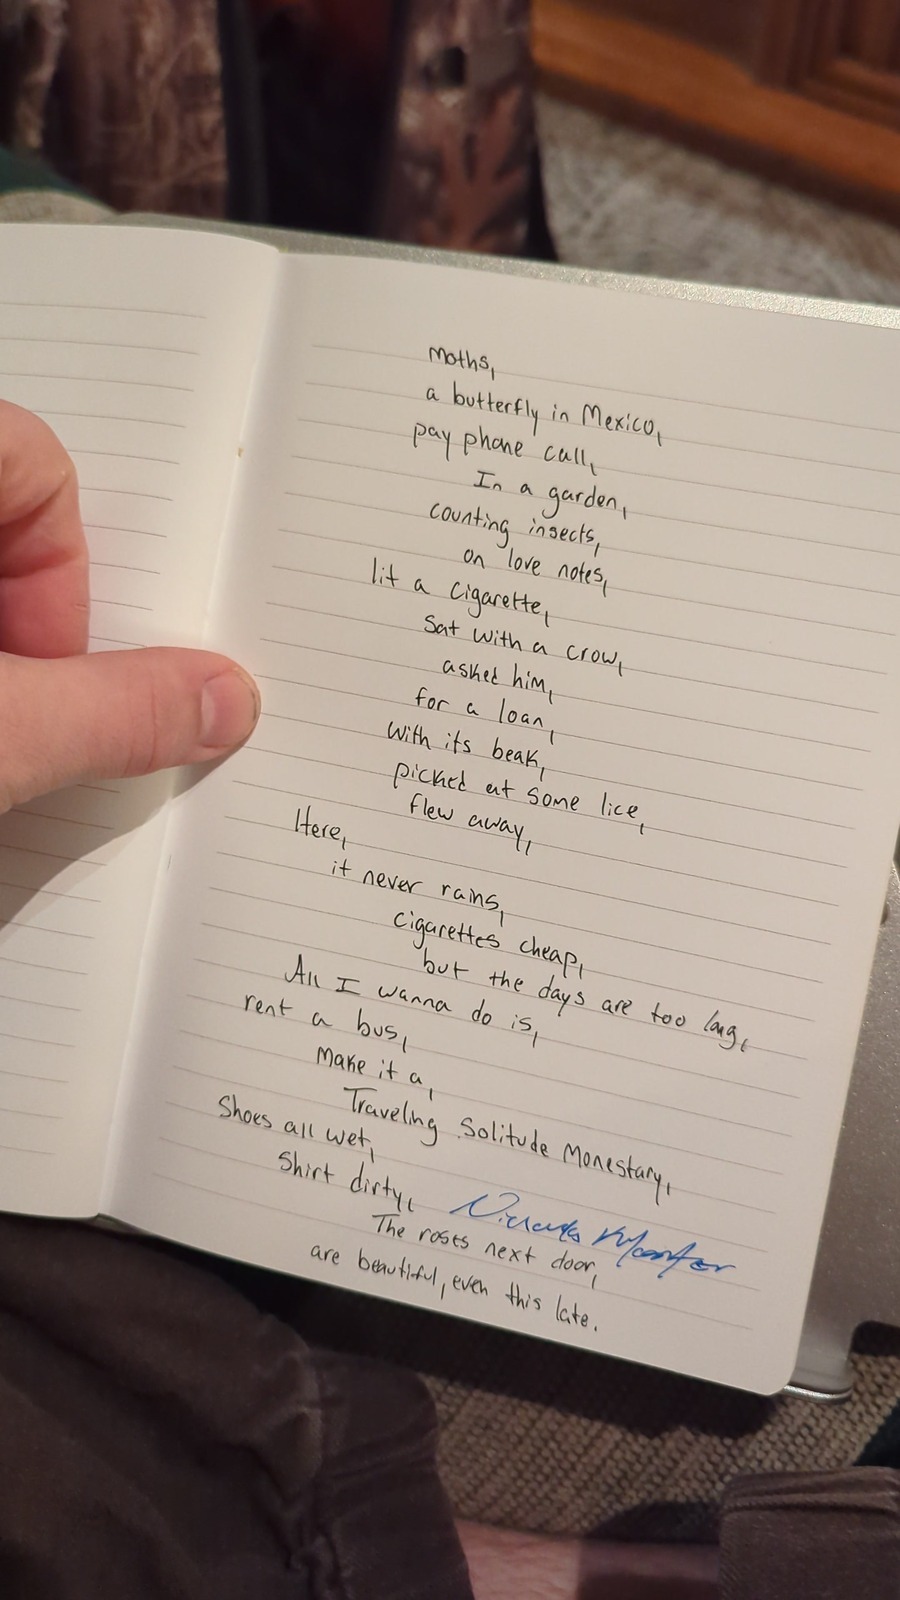 Moths,
a butterfly in Mexico,
pay phone call,
In a garden,
counting insects,
on love notes,
lit a cigarette,
Sat with a crow,
asked him,
for a loan,
With its beak,
picked at some lice,
flew away,
Here,
it never rains,
cigarettes cheap,
but the days are too long,
All I wanna do is,
rent a bus,
Make it a,
Traveling Solitude Monestary,
Shoes all wet,
Shirt dirty,
The roses next door,
are beautiful, even this late.